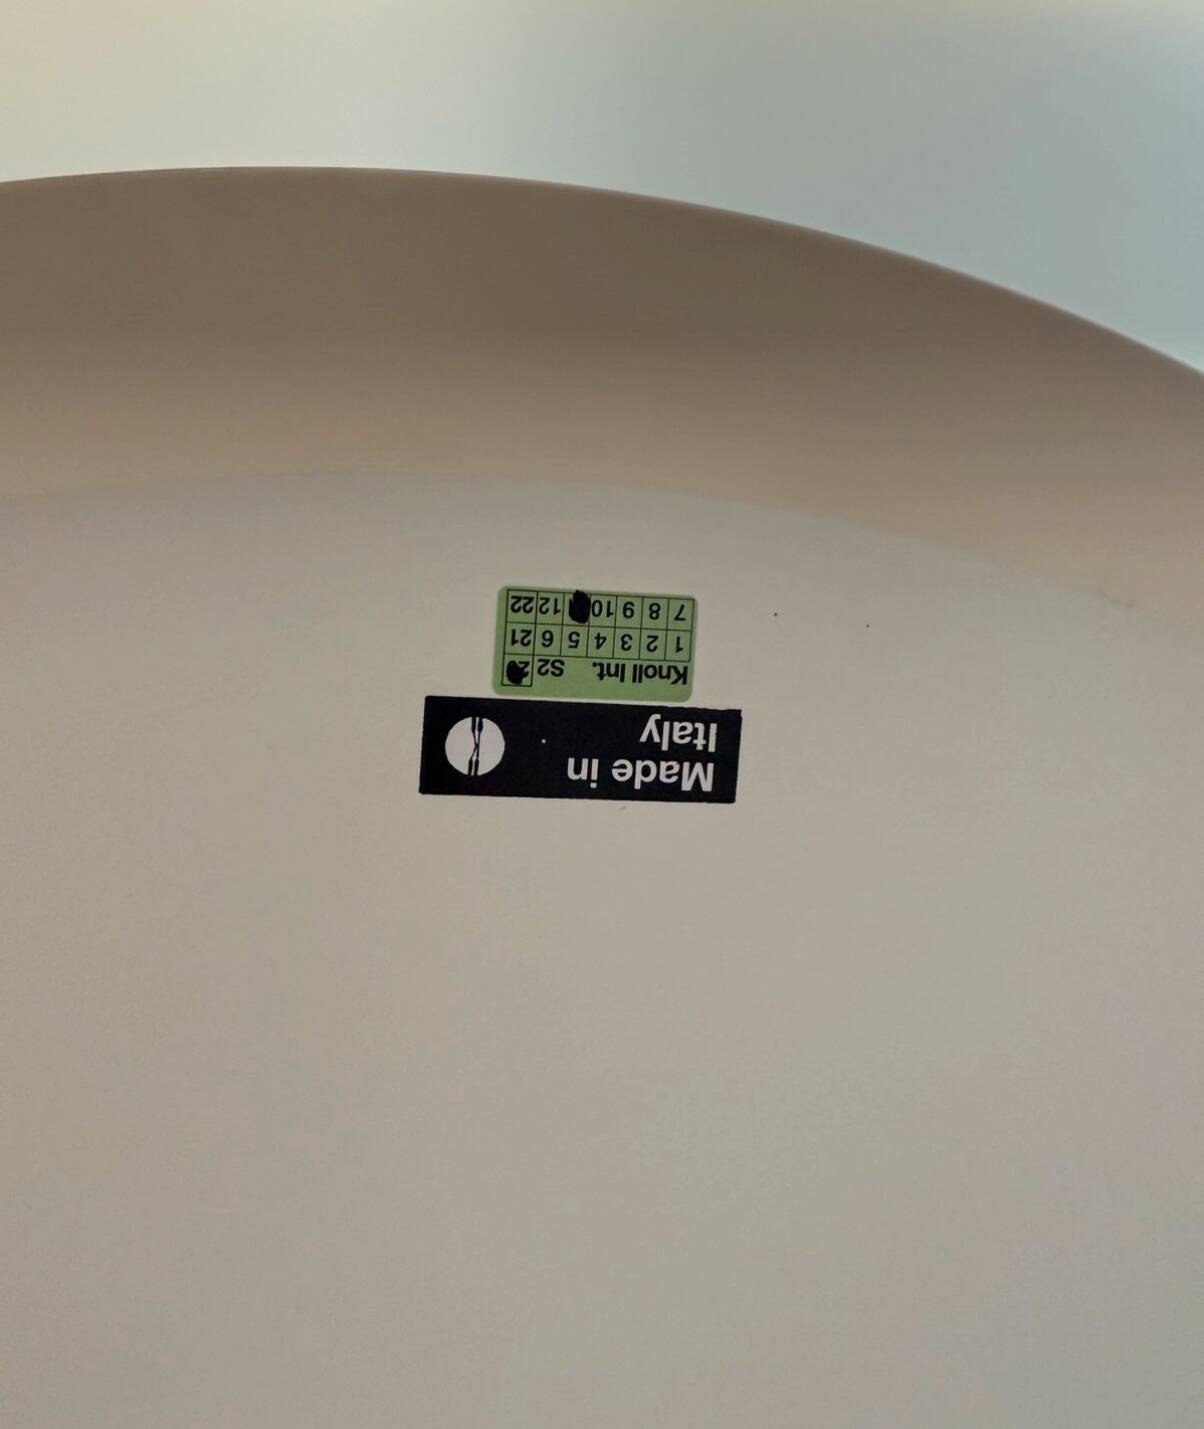 Made in
Italy
Knoll Int. S2
1 2 3 4 5 6 21
7 8 9 10 12 22